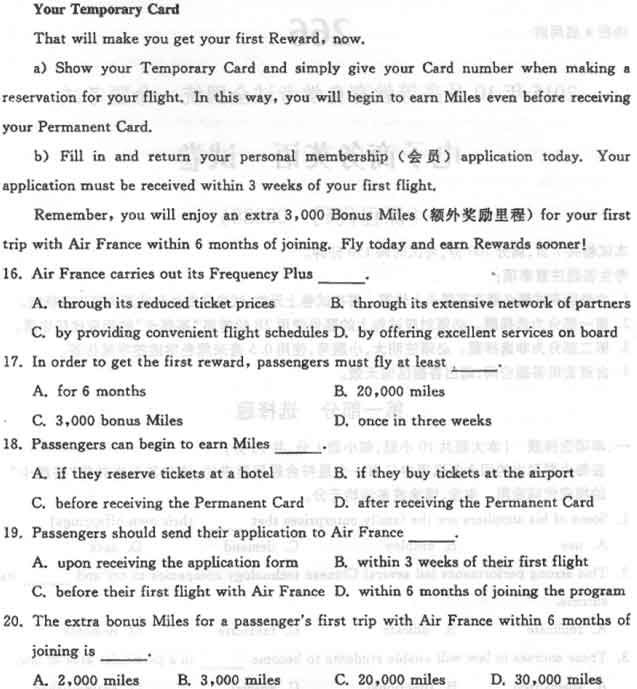 Your Temporary Card
That will make you get your first Reward, now.
a) Show your Temporary Card and simply give your Card number when making a
reservation for your flight. In this way, you will begin to earn Miles even before receiving
your Permanent Card.
b) Fill in and return your personal membership (会员) application today. Your
application must be received within 3 weeks of your first flight.
Remember, you will enjoy an extra 3,000 Bonus Miles (额外奖励里程) for your first
trip with Air France within 6 months of joining. Fly today and earn Rewards sooner!
16. Air France carries out its Frequency Plus ______.
A. through its reduced ticket prices B. through its extensive network of partners
C. by providing convenient flight schedules D. by offering excellent services on board
17. In order to get the first reward, passengers must fly at least ______.
A. for 6 months B. 20,000 miles
C. 3,000 bonus Miles D. once in three weeks
18. Passengers can begin to earn Miles ______.
A. if they reserve tickets at a hotel B. if they buy tickets at the airport
C. before receiving the Permanent Card D. after receiving the Permanent Card
19. Passengers should send their application to Air France ______.
A. upon receiving the application form B. within 3 weeks of their first flight
C. before their first flight with Air France D. within 6 months of joining the program
20. The extra bonus Miles for a passenger's first trip with Air France within 6 months of
joining is ______.
A. 2,000 miles B. 3,000 miles C. 20,000 miles D. 30,000 miles